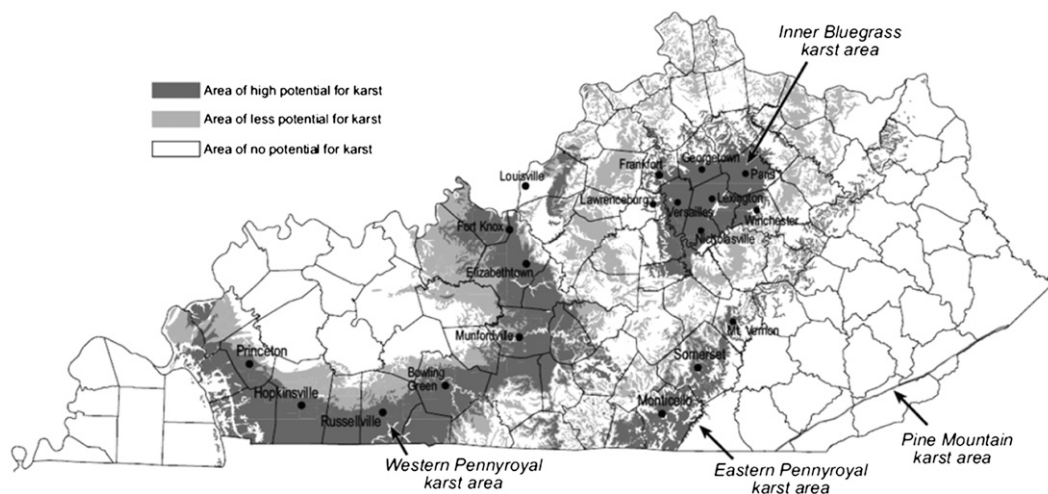 Inner Bluegrass
karst area
Area of high potential for karst
Area of less potential for karst
Area of no potential for karst
Louisville
Frankfort
Georgetown
Paris
Lawrenceburg
Versailles
Lexington
Winchester
Nicholasville
Fort Knox
Elizabethtown
Munfordville
Mt. Vernon
Somerset
Monticello
Princeton
Hopkinsville
Russellville
Bowling
Green
Western Pennyroyal
karst area
Eastern Pennyroyal
karst area
Pine Mountain
karst area